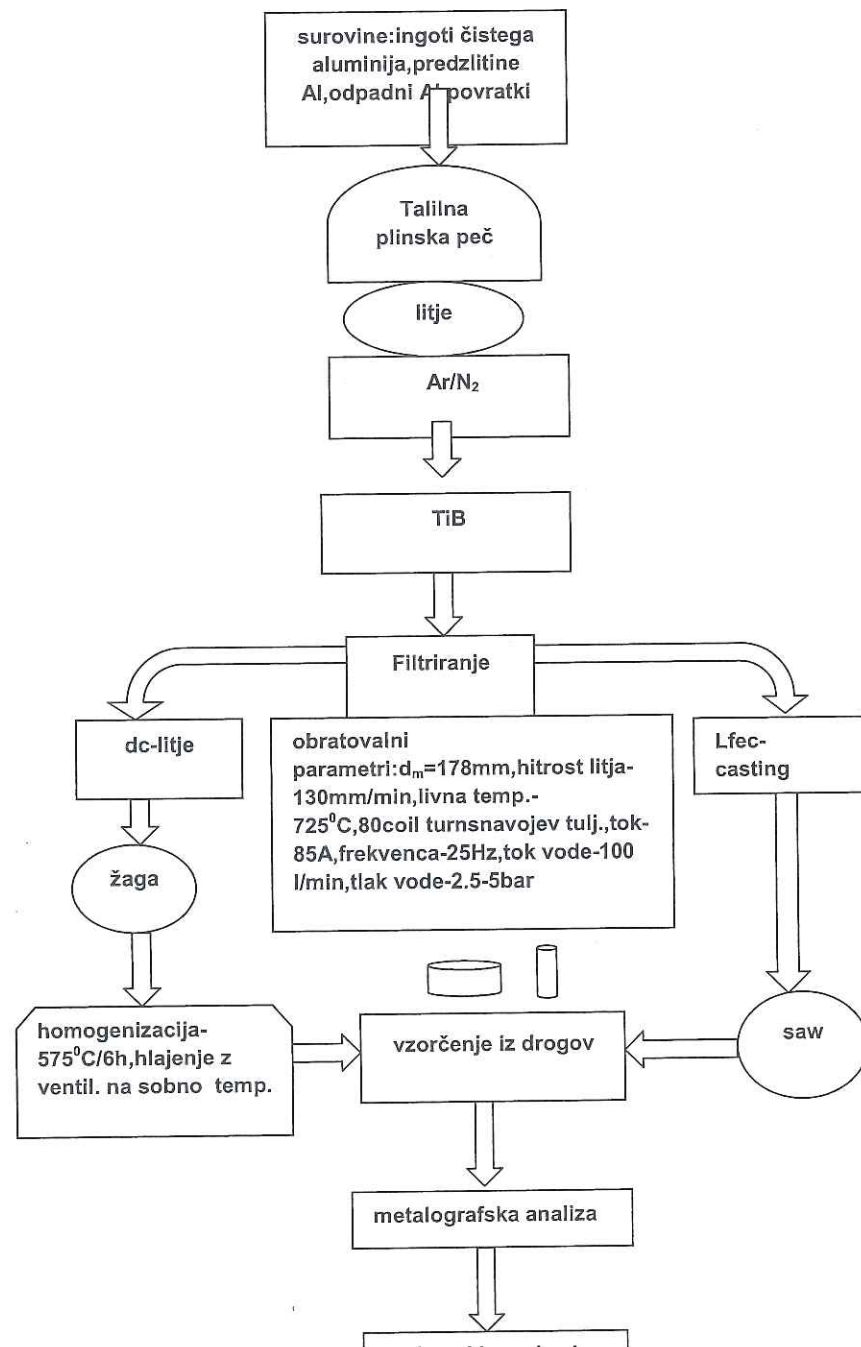 surovine:ingoti čistega
aluminija,predzlitine
Al,odpadni Al povratki
Talilna
plinska peč
litje
Ar/N₂
TiB
Filtriranje
dc-litje
obratovalni
parametri:dₘ=178mm,hitrost litja-
130mm/min,livna temp.-
725⁰C,80coil turnsnavojev tulj.,tok-
85A,frekvenca-25Hz,tok vode-100
l/min,tlak vode-2.5-5bar
Lfec-
casting
žaga
homogenizacija-
575⁰C/6h,hlajenje z
ventil. na sobno temp.
vzorčenje iz drogov
saw
metalografska analiza